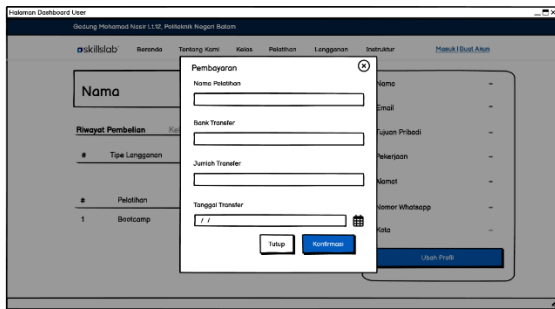 Halaman Dashboard User
Gedung Mohamad Nasir Lt.12, Politeknik Negeri Batam
skillslab
Beranda Tentang Kami Kelas Pelatihan Langganan Instruktur Masuk | Buat Akun
Pembayaran
Nama Pelatihan
Bank Transfer
Jumlah Transfer
Tanggal Transfer
/ /
Tutup Konfirmasi
Nama
Riwayat Pembelian Kel
# Tipe Langganan
# Pelatihan
1 Bootcamp
Nama -
Email -
Tujuan Pribadi -
Pekerjaan -
Alamat -
Nomor Whatsapp -
Kota -
Ubah Profil